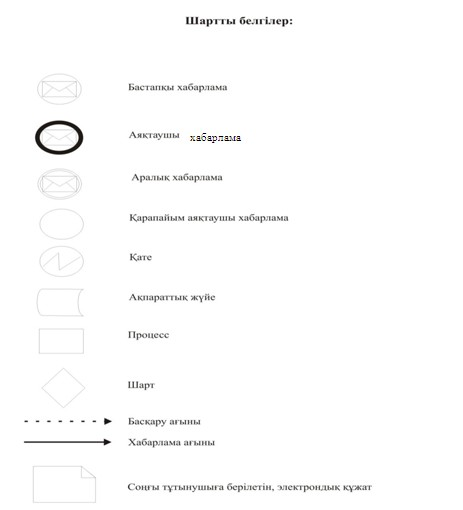 Шартты белгілер:
Бастапқы хабарлама
Аяқтаушы хабарлама
Аралық хабарлама
Қарапайым аяқтаушы хабарлама
Қате
Ақпараттық жүйе
Процесс
Шарт
Басқару ағыны
Хабарлама ағыны
Соңғы тұтынушыға берілетін, электрондық құжат